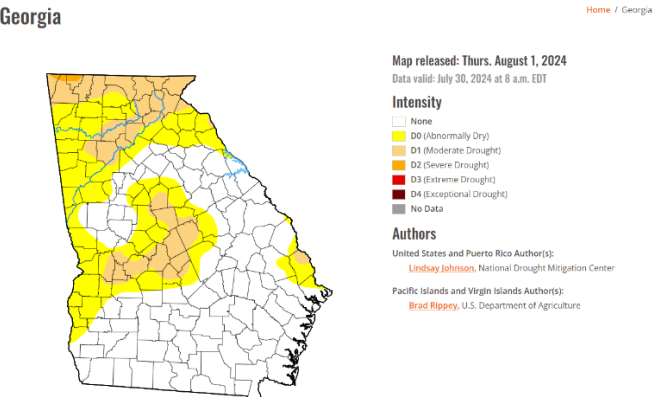 Georgia
Home / Georgia
Map released: Thurs. August 1, 2024
Data valid: July 30, 2024 at 8 a.m. EDT
Intensity
None
D0 (Abnormally Dry)
D1 (Moderate Drought)
D2 (Severe Drought)
D3 (Extreme Drought)
D4 (Exceptional Drought)
No Data
Authors
United States and Puerto Rico Author(s):
Lindsay Johnson, National Drought Mitigation Center
Pacific Islands and Virgin Islands Author(s):
Brad Rippey, U.S. Department of Agriculture